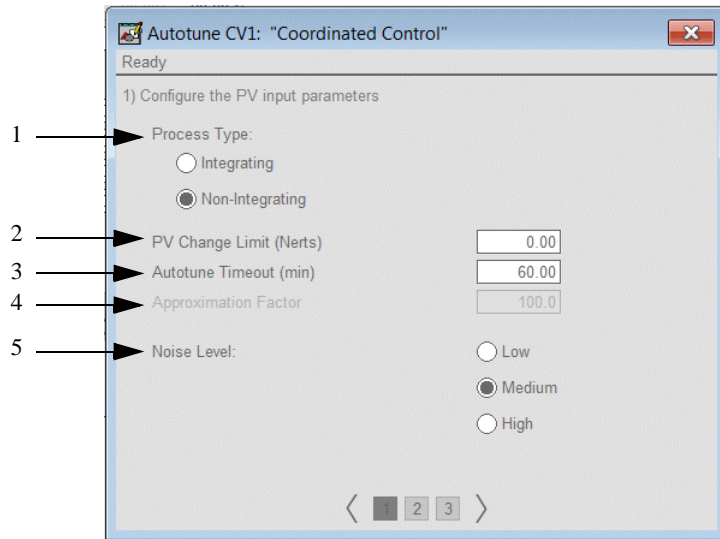 Autotune CV1: "Coordinated Control"
Ready
1) Configure the PV input parameters
1 Process Type:
Integrating
Non-Integrating
2 PV Change Limit (Nerts) 0.00
3 Autotune Timeout (min) 60.00
4 Approximation Factor 100.0
5 Noise Level: Low
Medium
High
1 2 3